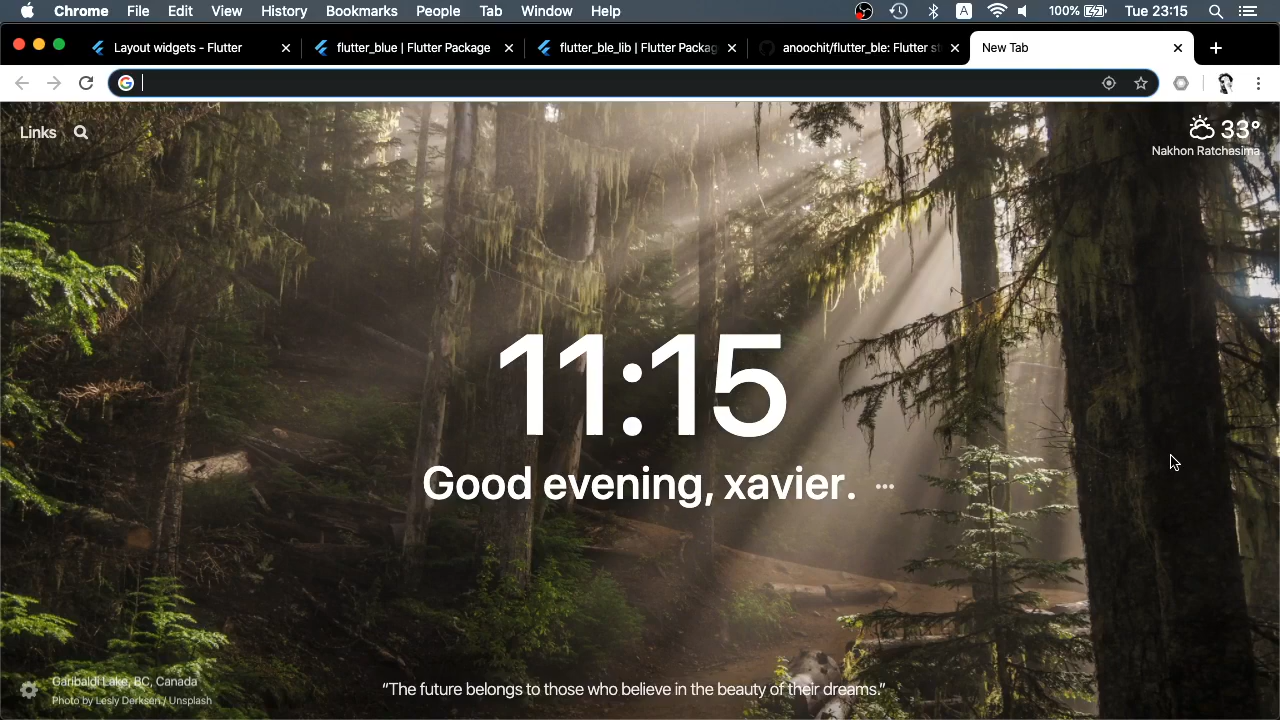 Chrome File Edit View History Bookmarks People Tab Window Help A 100% Tue 23:15
Layout widgets - Flutter
flutter_blue | Flutter Package
flutter_ble_lib | Flutter Packag
anoochit/flutter_ble: Flutter st
New Tab
Links
33°
Nakhon Ratchasima
11:15
Good evening, xavier.
Garibaldi Lake, BC, Canada
Photo by Lesly Derksen / Unsplash
“The future belongs to those who believe in the beauty of their dreams.”